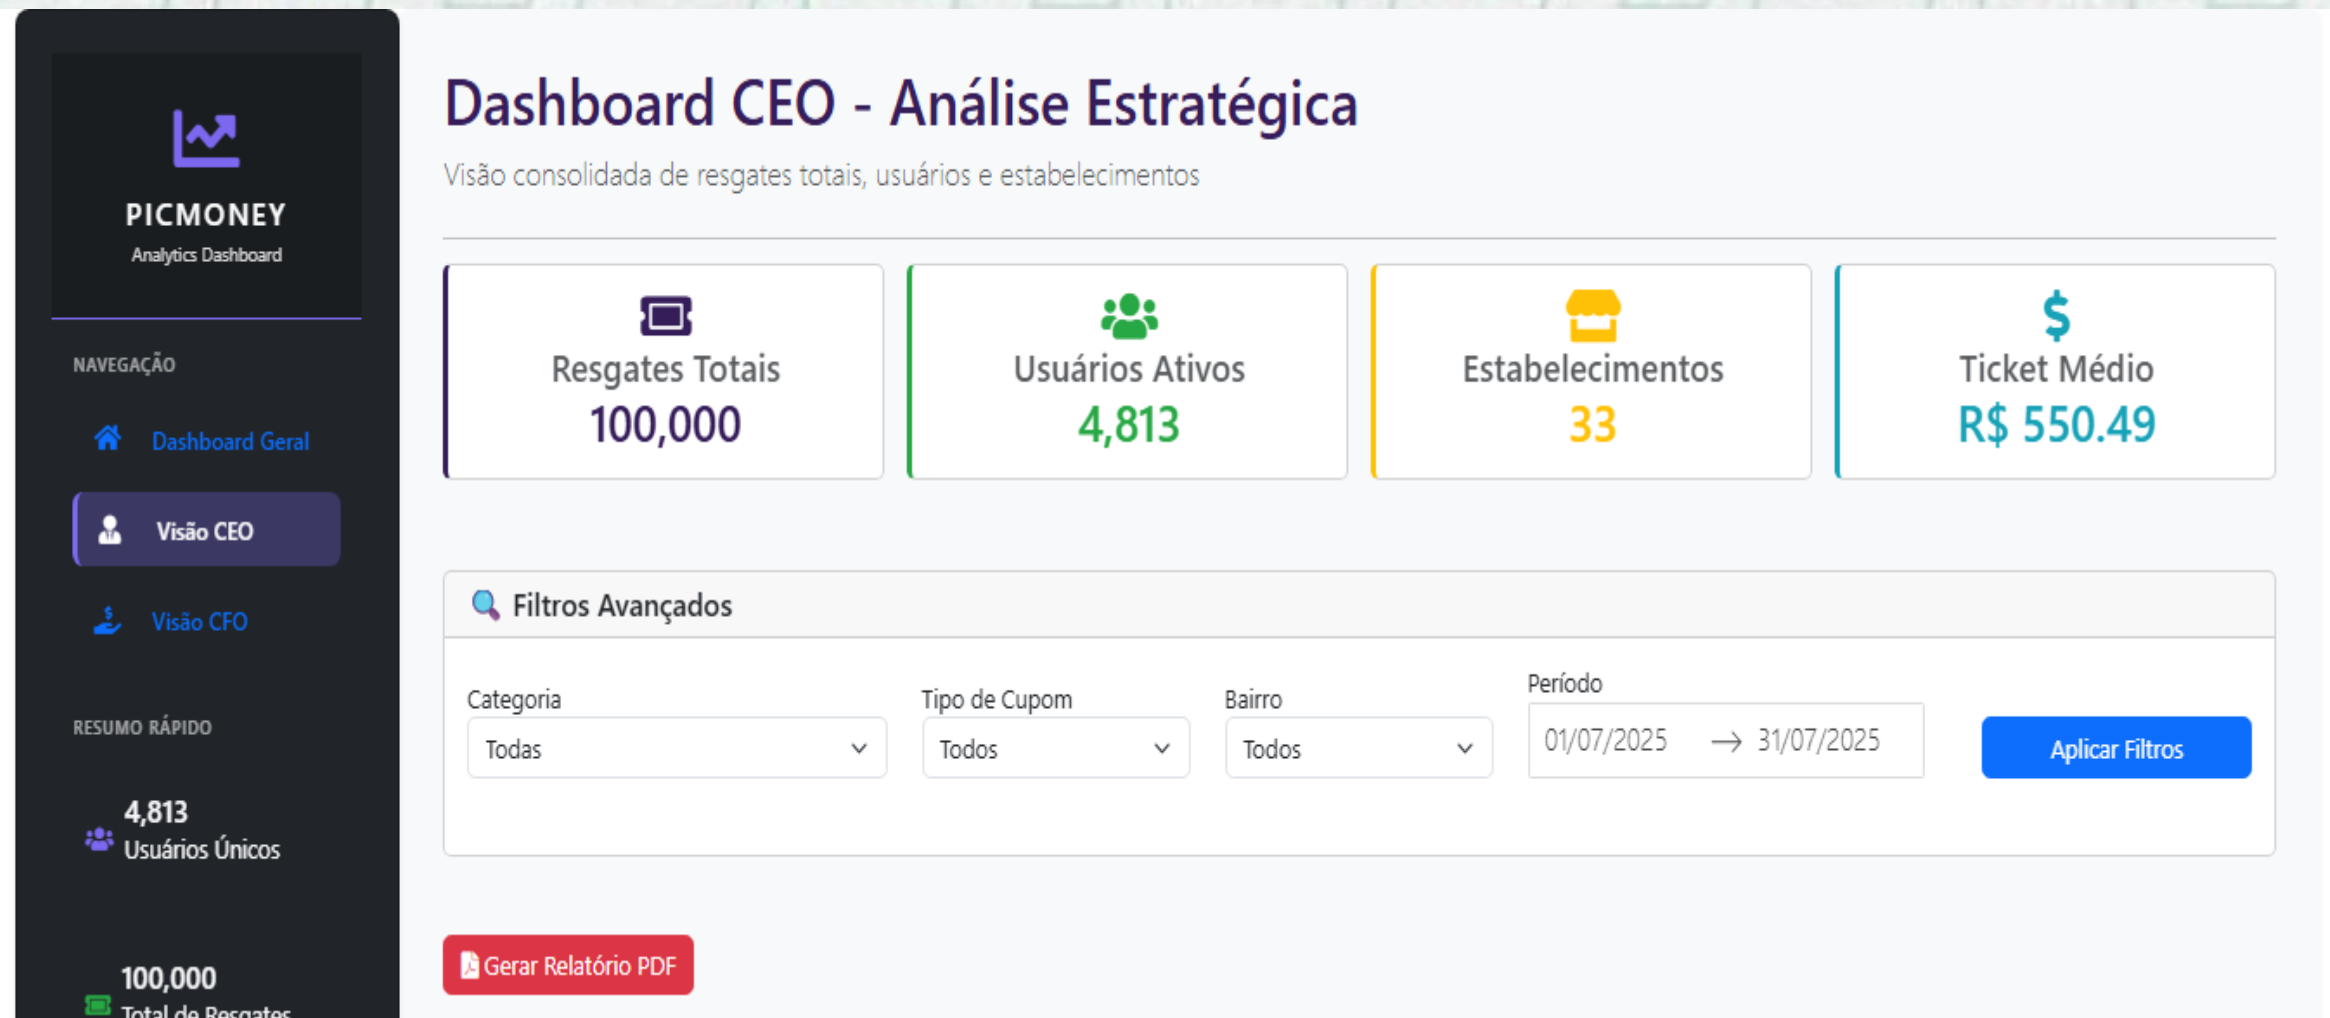 PICMONEY
Analytics Dashboard
NAVEGAÇÃO
Dashboard Geral
Visão CEO
Visão CFO
RESUMO RÁPIDO
4,813
Usuários Únicos
100,000
Total de Resgates
Dashboard CEO - Análise Estratégica
Visão consolidada de resgates totais, usuários e estabelecimentos
Resgates Totais
100,000
Usuários Ativos
4,813
Estabelecimentos
33
Ticket Médio
R$ 550.49
Filtros Avançados
Categoria
Todas
Tipo de Cupom
Todos
Bairro
Todos
Período
01/07/2025 → 31/07/2025
Aplicar Filtros
Gerar Relatório PDF